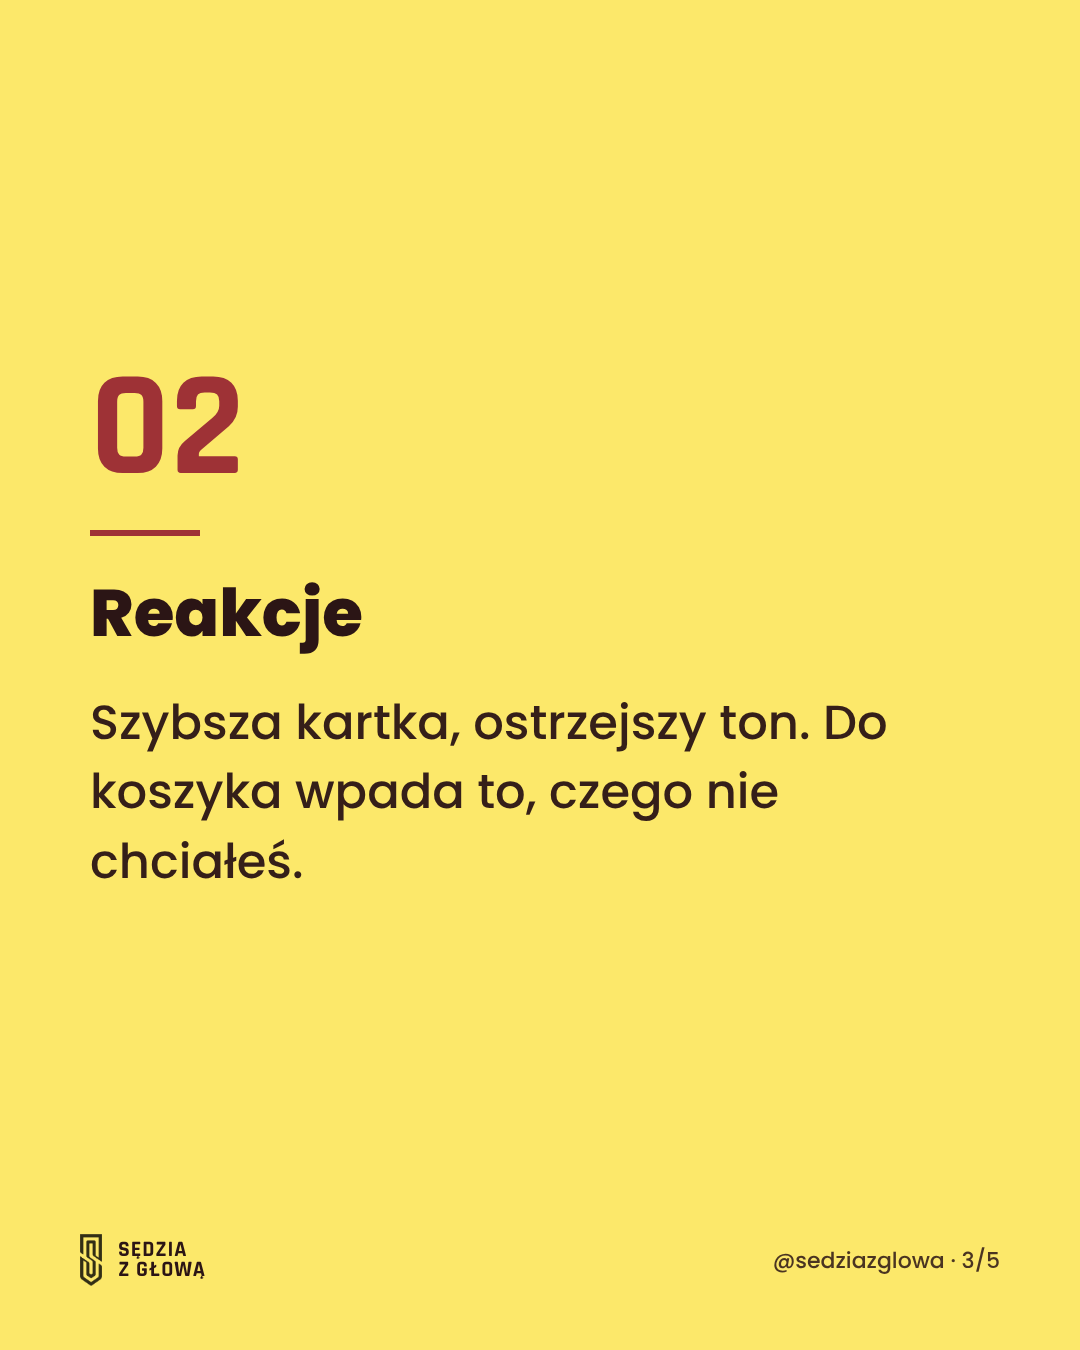 02
Reakcje
Szybsza kartka, ostrzejszy ton. Do
koszyka wpada to, czego nie
chciałeś.
SĘDZIA
Z GŁOWĄ
@sedziazglowa · 3/5